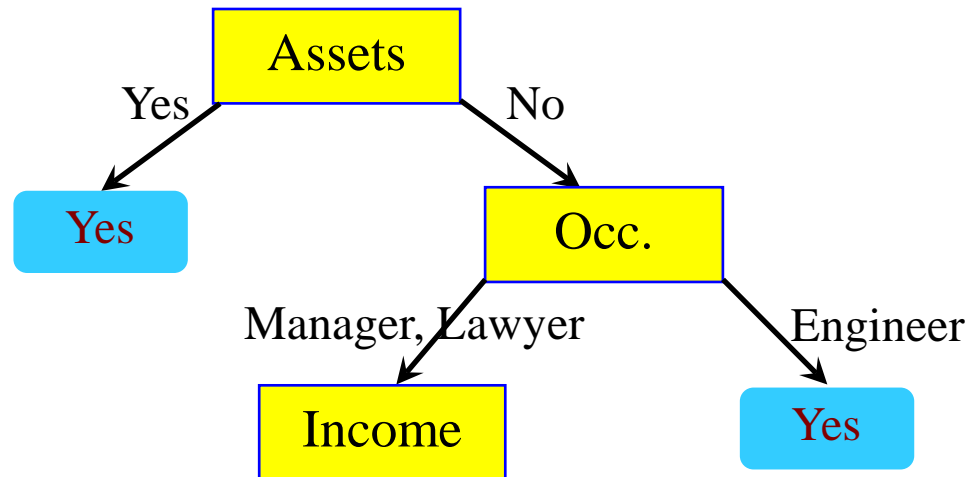 Assets
Yes
No
Yes
Occ.
Manager, Lawyer
Engineer
Income
Yes